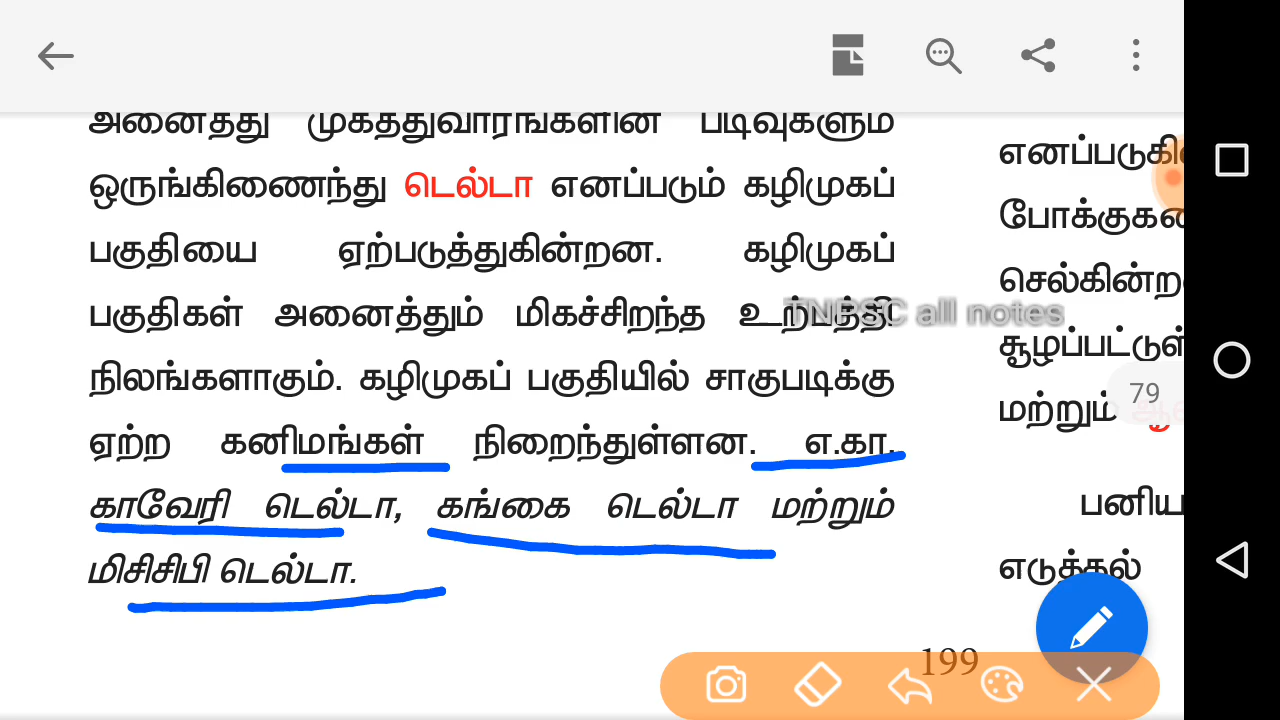 அனைத்து முகத்துவாரங்களின் படிவுகளும்
ஒருங்கிணைந்து டெல்டா எனப்படும் கழிமுகப்
பகுதியை ஏற்படுத்துகின்றன. கழிமுகப்
பகுதிகள் அனைத்தும் மிகச்சிறந்த உற்பத்தி
நிலங்களாகும். கழிமுகப் பகுதியில் சாகுபடிக்கு
ஏற்ற கனிமங்கள் நிறைந்துள்ளன. எ.கா.
காவேரி டெல்டா, கங்கை டெல்டா மற்றும்
மிசிசிபி டெல்டா.
TNPSC all notes
போக்குக
செல்கின்ற
மற்றும்
79
பனிய
எடுத்தல்
199